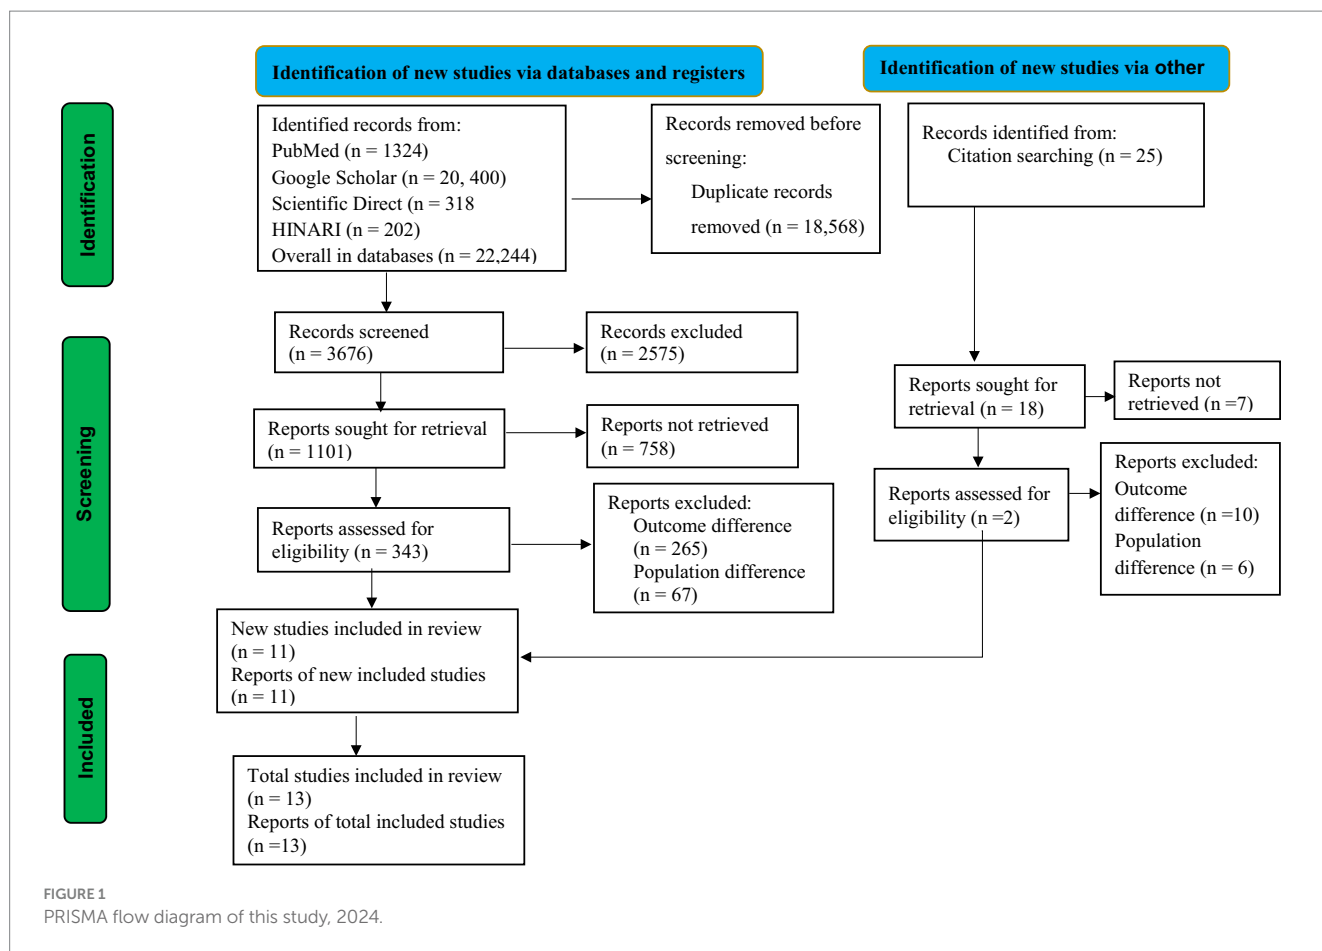 Identification of new studies via databases and registers
Identification of new studies via other
Identification
Identified records from:
PubMed (n = 1324)
Google Scholar (n = 20, 400)
Scientific Direct (n = 318
HINARI (n = 202)
Overall in databases (n = 22,244)
Records removed before
screening:
Duplicate records
removed (n = 18,568)
Records identified from:
Citation searching (n = 25)
Screening
Records screened
(n = 3676)
Records excluded
(n = 2575)
Reports sought for retrieval
(n = 1101)
Reports not retrieved
(n = 758)
Reports sought for
retrieval (n = 18)
Reports not
retrieved (n =7)
Reports assessed for
eligibility (n = 343)
Reports excluded:
Outcome difference
(n = 265)
Population difference
(n = 67)
Reports assessed for
eligibility (n =2)
Reports excluded:
Outcome
difference (n =10)
Population
difference (n = 6)
Included
New studies included in review
(n = 11)
Reports of new included studies
(n = 11)
Total studies included in review
(n = 13)
Reports of total included studies
(n =13)
FIGURE 1
PRISMA flow diagram of this study, 2024.